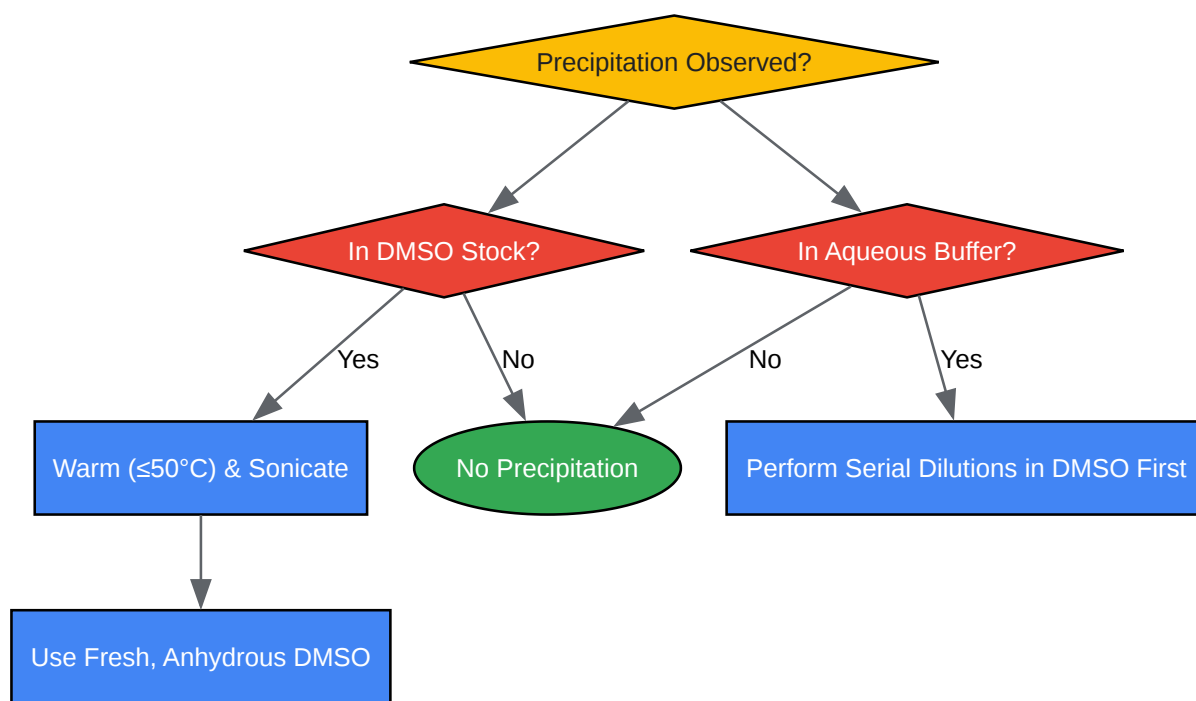 Precipitation Observed?
In DMSO Stock?
In Aqueous Buffer?
Yes
No
No
Yes
Warm (≤50°C) & Sonicate
No Precipitation
Perform Serial Dilutions in DMSO First
Use Fresh, Anhydrous DMSO